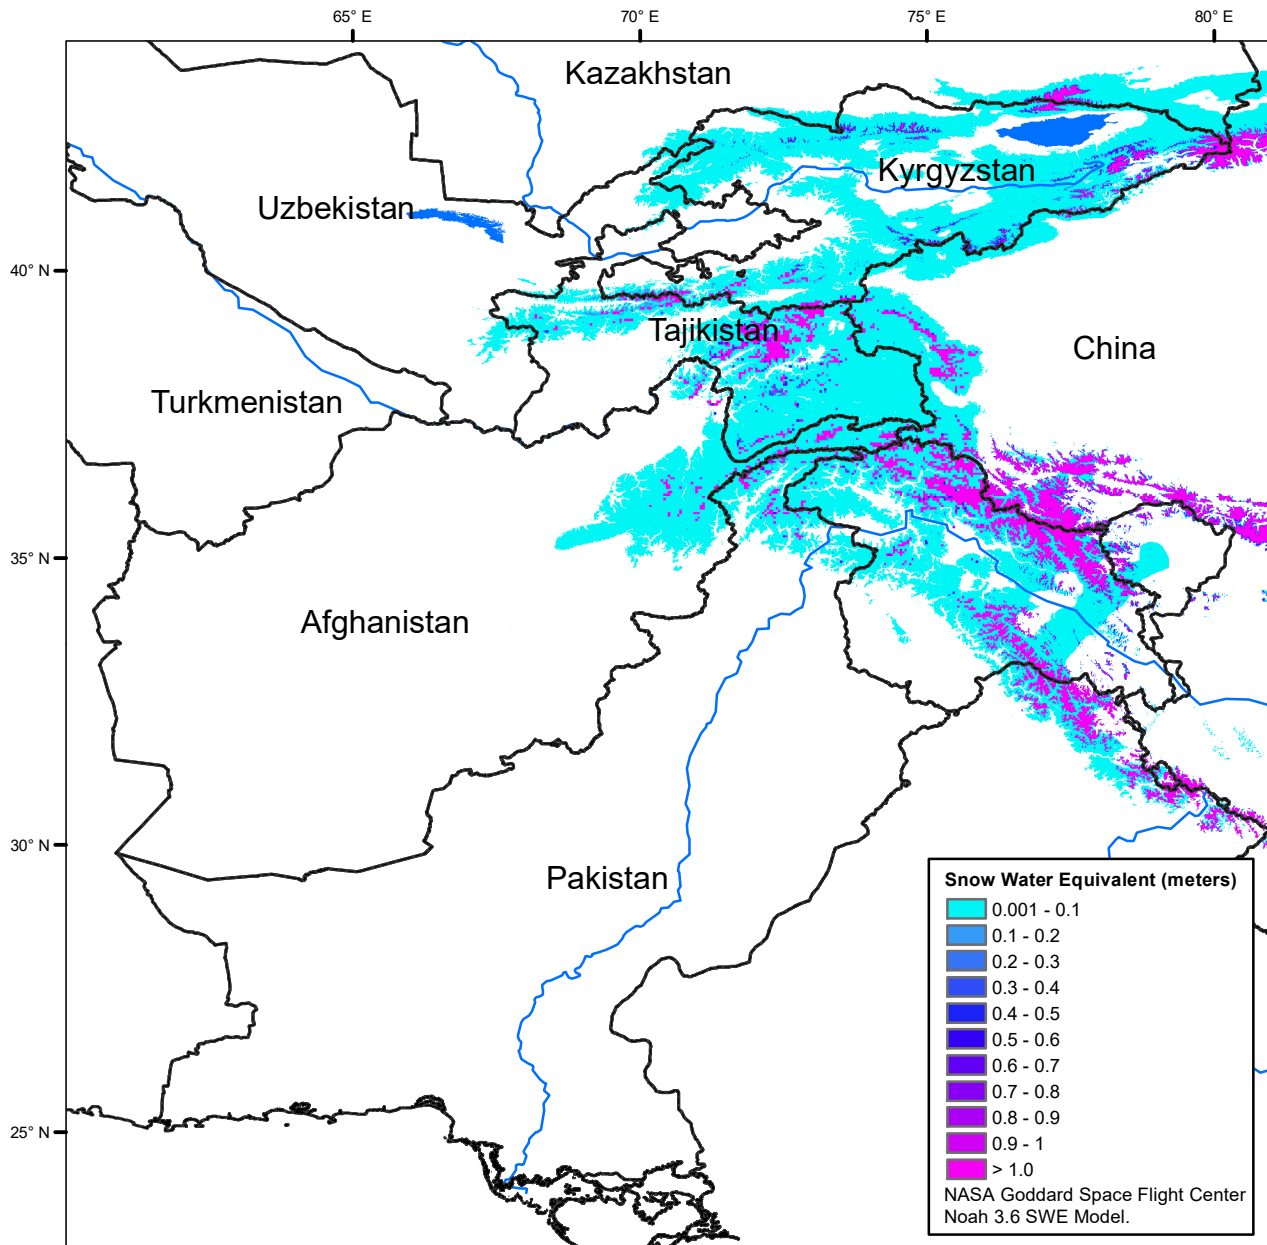 65° E
70° E
75° E
80° E
Kazakhstan
Kyrgyzstan
Uzbekistan
40° N
Tajikistan
China
Turkmenistan
35° N
Afghanistan
30° N
Pakistan
25° N
Snow Water Equivalent (meters)
0.001 - 0.1
0.1 - 0.2
0.2 - 0.3
0.3 - 0.4
0.4 - 0.5
0.5 - 0.6
0.6 - 0.7
0.7 - 0.8
0.8 - 0.9
0.9 - 1
> 1.0
NASA Goddard Space Flight Center
Noah 3.6 SWE Model.